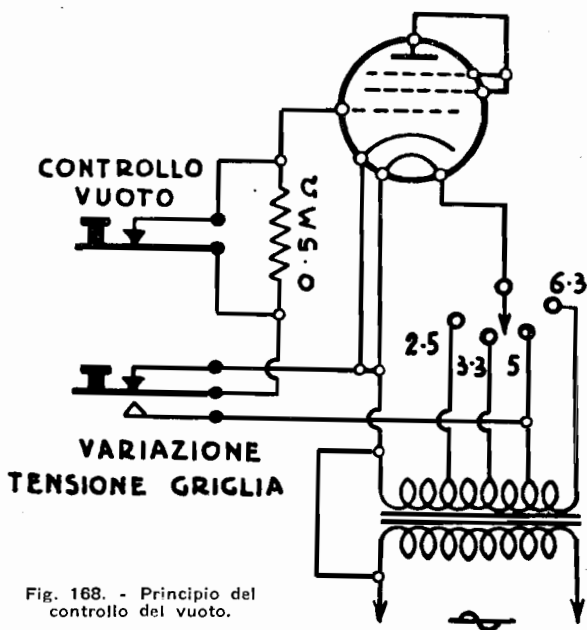 CONTROLLO
VUOTO
0.5MΩ
6.3
2.5
3.3
5
VARIAZIONE
TENSIONE GRIGLIA
Fig. 168. - Principio del
controllo del vuoto.